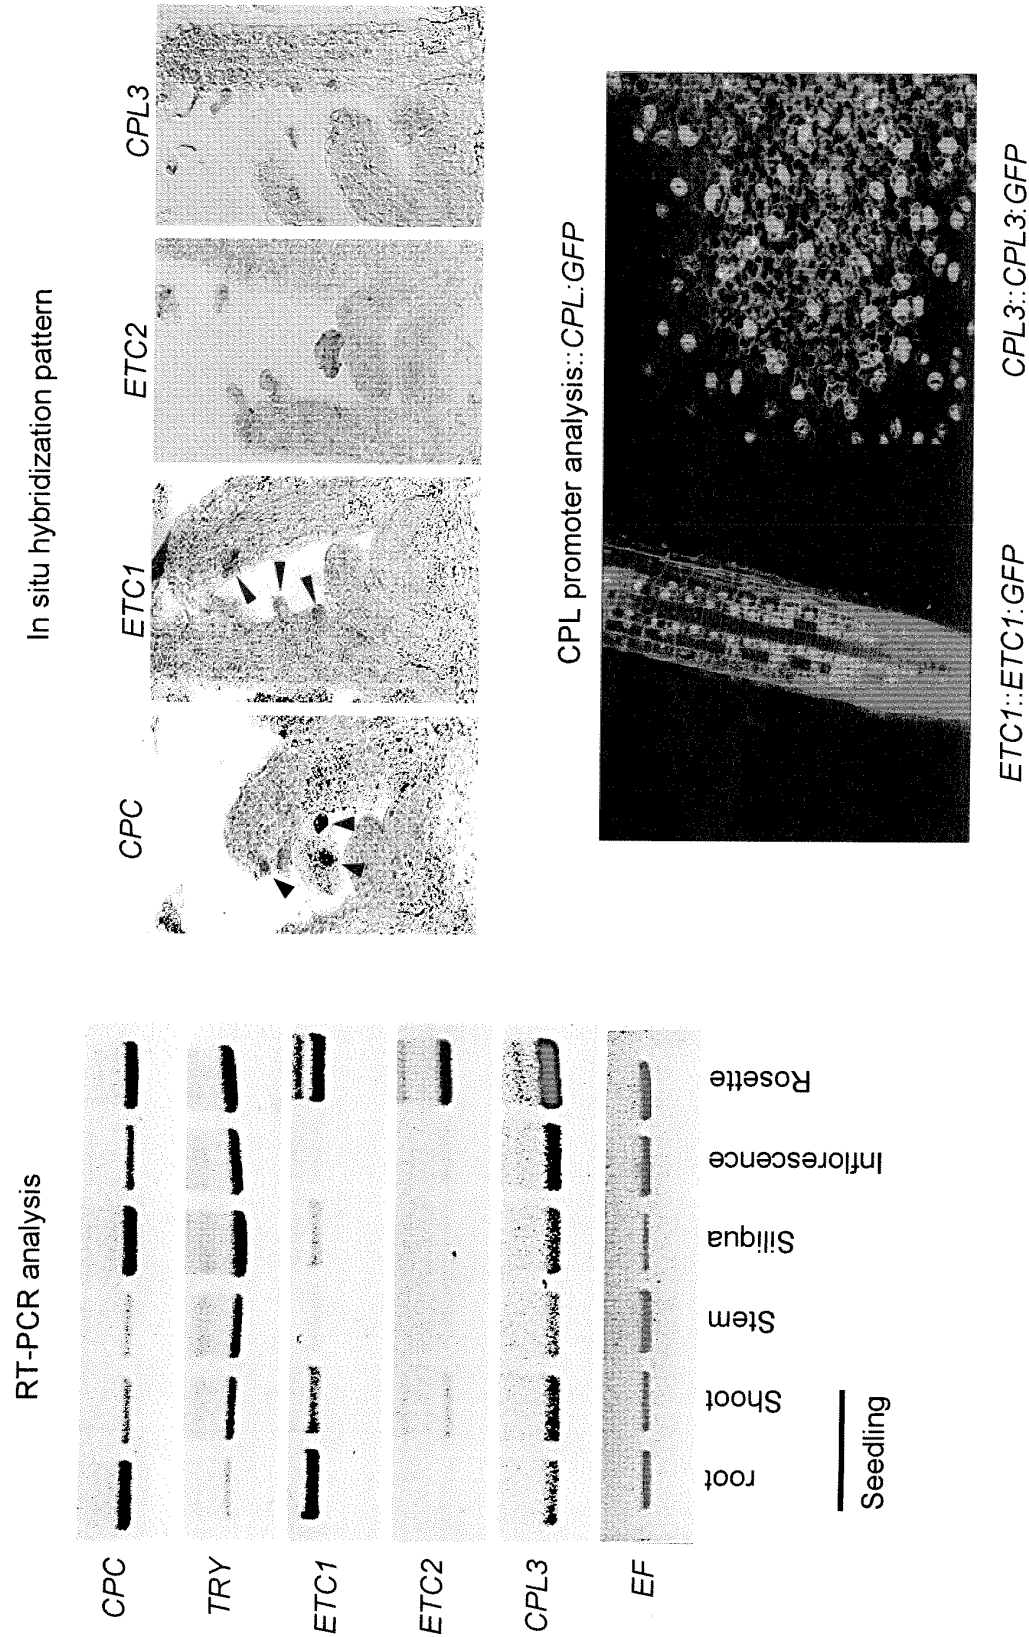 RT-PCR analysis
CPC
TRY
ETC1
ETC2
CPL3
EF
root
Shoot
Stem
Siliqua
Inflorescence
Rosette
Seedling
In situ hybridization pattern
CPC
ETC1
ETC2
CPL3
CPL promoter analysis::CPL:GFP
ETC1::ETC1:GFP
CPL3::CPL3:GFP